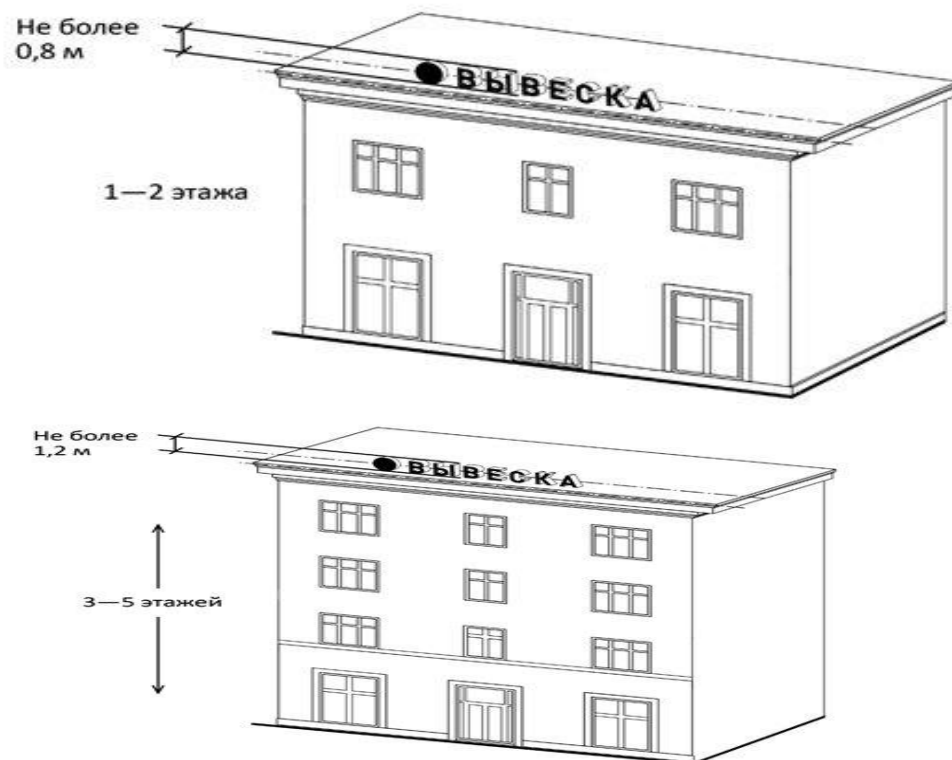 Не более
0,8 м
ВЫВЕСКА
1—2 этажа
Не более
1,2 м
ВЫВЕСКА
3—5 этажей